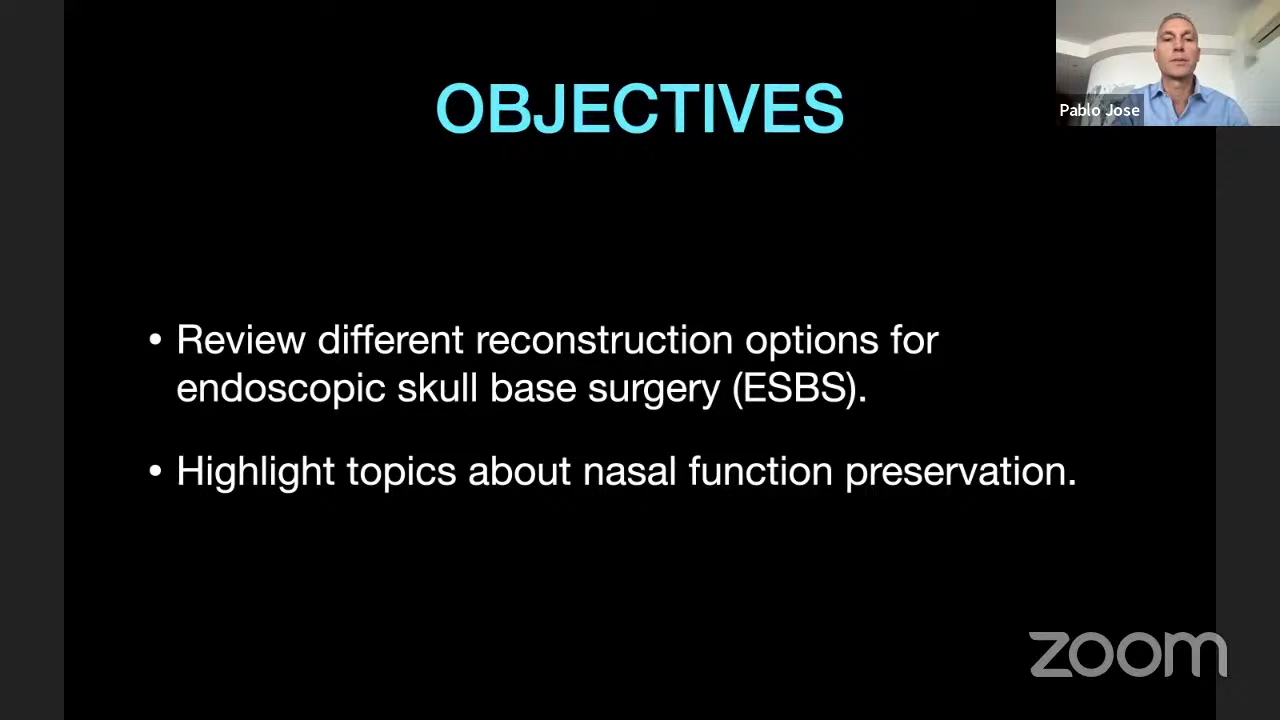 OBJECTIVES
Pablo Jose
• Review different reconstruction options for
endoscopic skull base surgery (ESBS).
• Highlight topics about nasal function preservation.
zoom